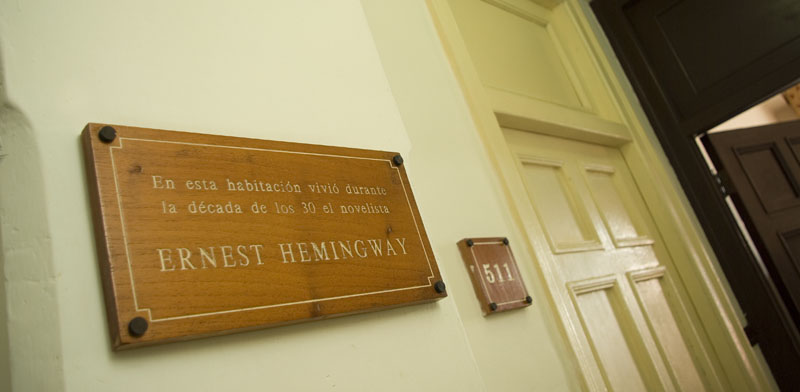 En esta habitación vivió durante
la década de los 30 el novelista
ERNEST HEMINGWAY
511